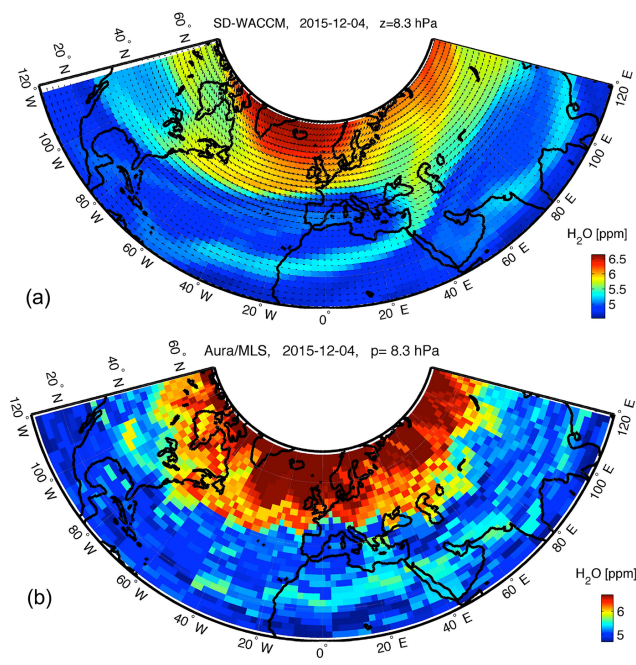 SD-WACCM, 2015-12-04, z=8.3 hPa
60° N
40° N
20° N
120° W
100° W
80° W
60° W
40° W
20° W
0°
20° E
40° E
60° E
80° E
100° E
120° E
H2O [ppm]
6.5
6
5.5
5
(a)
Aura/MLS, 2015-12-04, p= 8.3 hPa
60° N
40° N
20° N
120° W
100° W
80° W
60° W
40° W
20° W
0°
20° E
40° E
60° E
80° E
100° E
120° E
H2O [ppm]
6
5
(b)